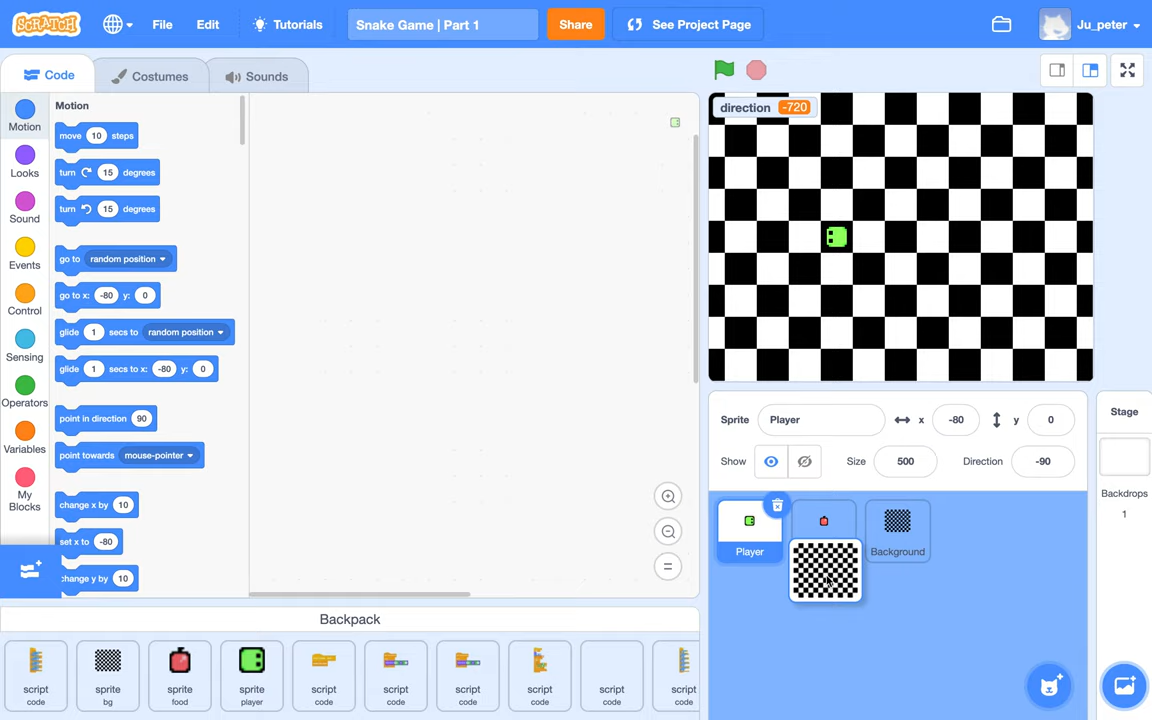 SCRATCH File Edit Tutorials Snake Game | Part 1 Share See Project Page Ju_peter
Code Costumes Sounds
Motion
Looks
Sound
Events
Control
Sensing
Operators
Variables
My
Blocks
Motion
move 10 steps
turn 15 degrees
turn 15 degrees
go to random position
go to x: -80 y: 0
glide 1 secs to random position
glide 1 secs to x: -80 y: 0
point in direction 90
point towards mouse-pointer
change x by 10
set x to -80
change y by 10
direction -720
Sprite Player x -80 y 0
Show Size 500 Direction -90
Player Background
Stage
Backdrops
1
Backpack
script
code
sprite
bg
sprite
food
sprite
player
script
code
script
code
script
code
script
code
script
code
script
code